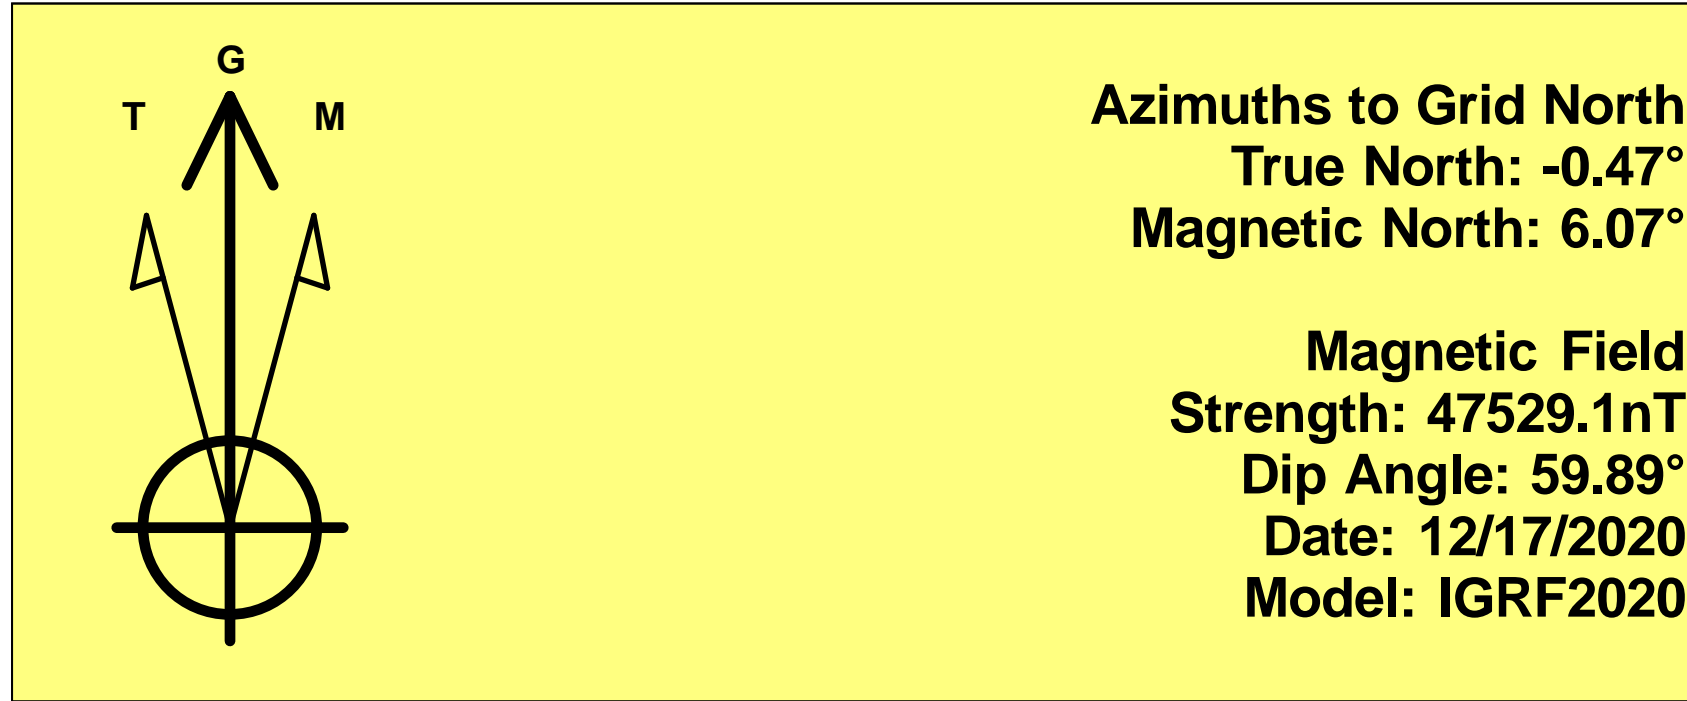 G
T M
Azimuths to Grid North
True North: -0.47°
Magnetic North: 6.07°
Magnetic Field
Strength: 47529.1nT
Dip Angle: 59.89°
Date: 12/17/2020
Model: IGRF2020